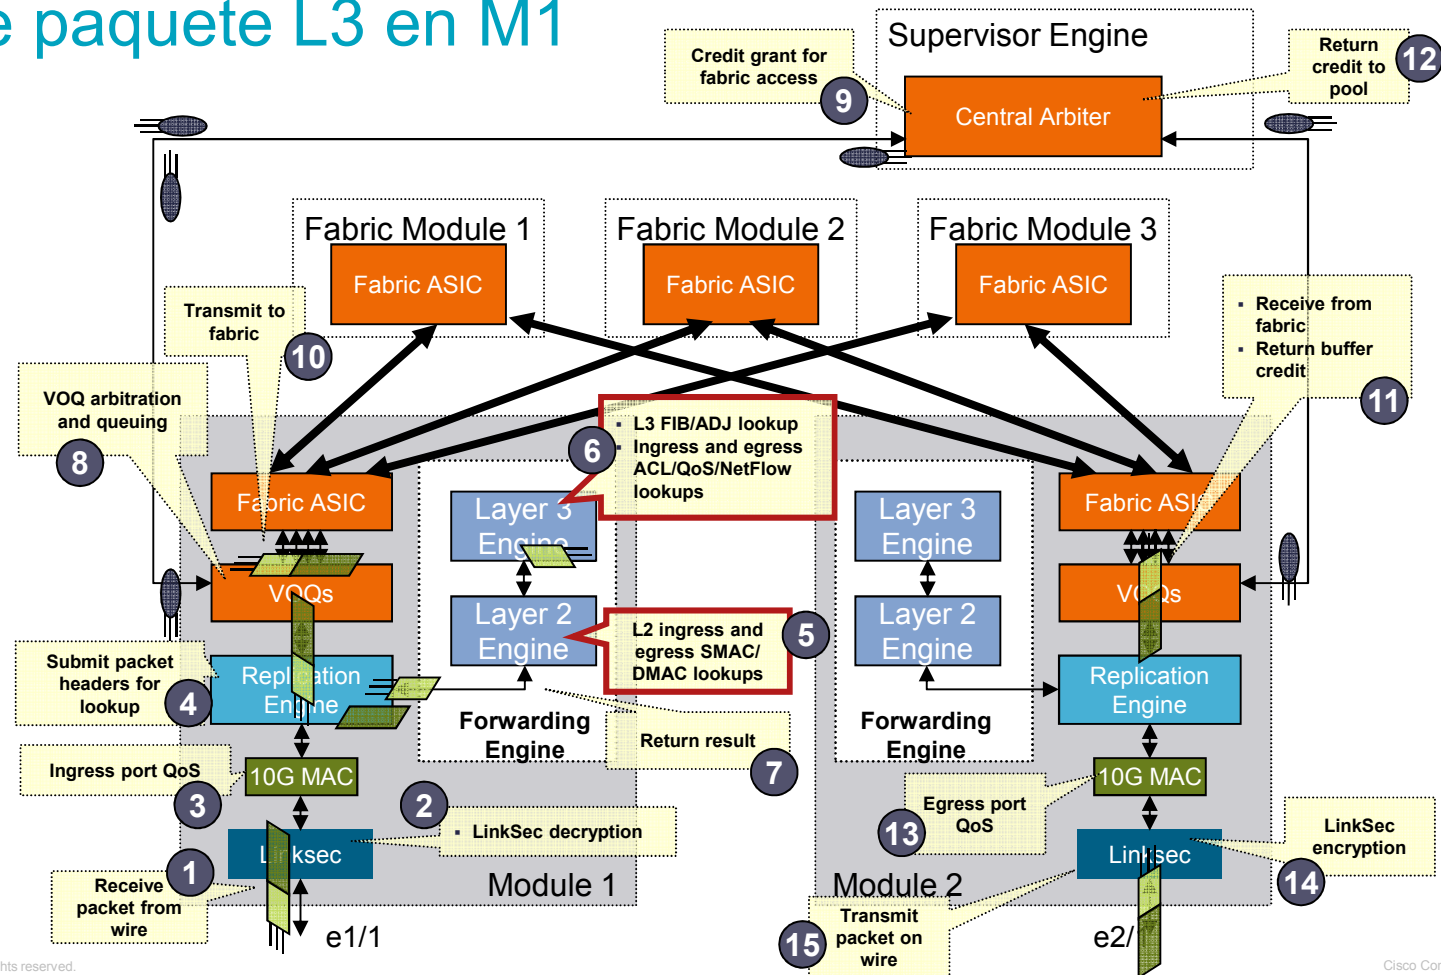 paquete L3 en M1
Supervisor Engine
Credit grant for
fabric access
9
Central Arbiter
Return
credit to
pool
12
Fabric Module 1
Fabric ASIC
Fabric Module 2
Fabric ASIC
Fabric Module 3
Fabric ASIC
Transmit to
fabric
10
▪ Receive from
fabric
▪ Return buffer
credit
11
VOQ arbitration
and queuing
8
6
▪ L3 FIB/ADJ lookup
▪ Ingress and egress
ACL/QoS/NetFlow
lookups
Fabric ASIC
VOQs
Layer 3
Engine
Layer 2
Engine
L2 ingress and
egress SMAC/
DMAC lookups
5
Layer 3
Engine
Layer 2
Engine
Fabric ASIC
VOQs
Submit packet
headers for
lookup
4
Replication
Engine
Forwarding
Engine
Return result
7
Forwarding
Engine
Replication
Engine
Ingress port QoS
3
10G MAC
2
▪ LinkSec decryption
Egress port
QoS
13
10G MAC
LinkSec
encryption
14
1
Receive
packet from
wire
Linksec
Module 1
e1/1
Module 2
Linksec
15
Transmit
packet on
wire
e2/
hts reserved.
Cisco Con